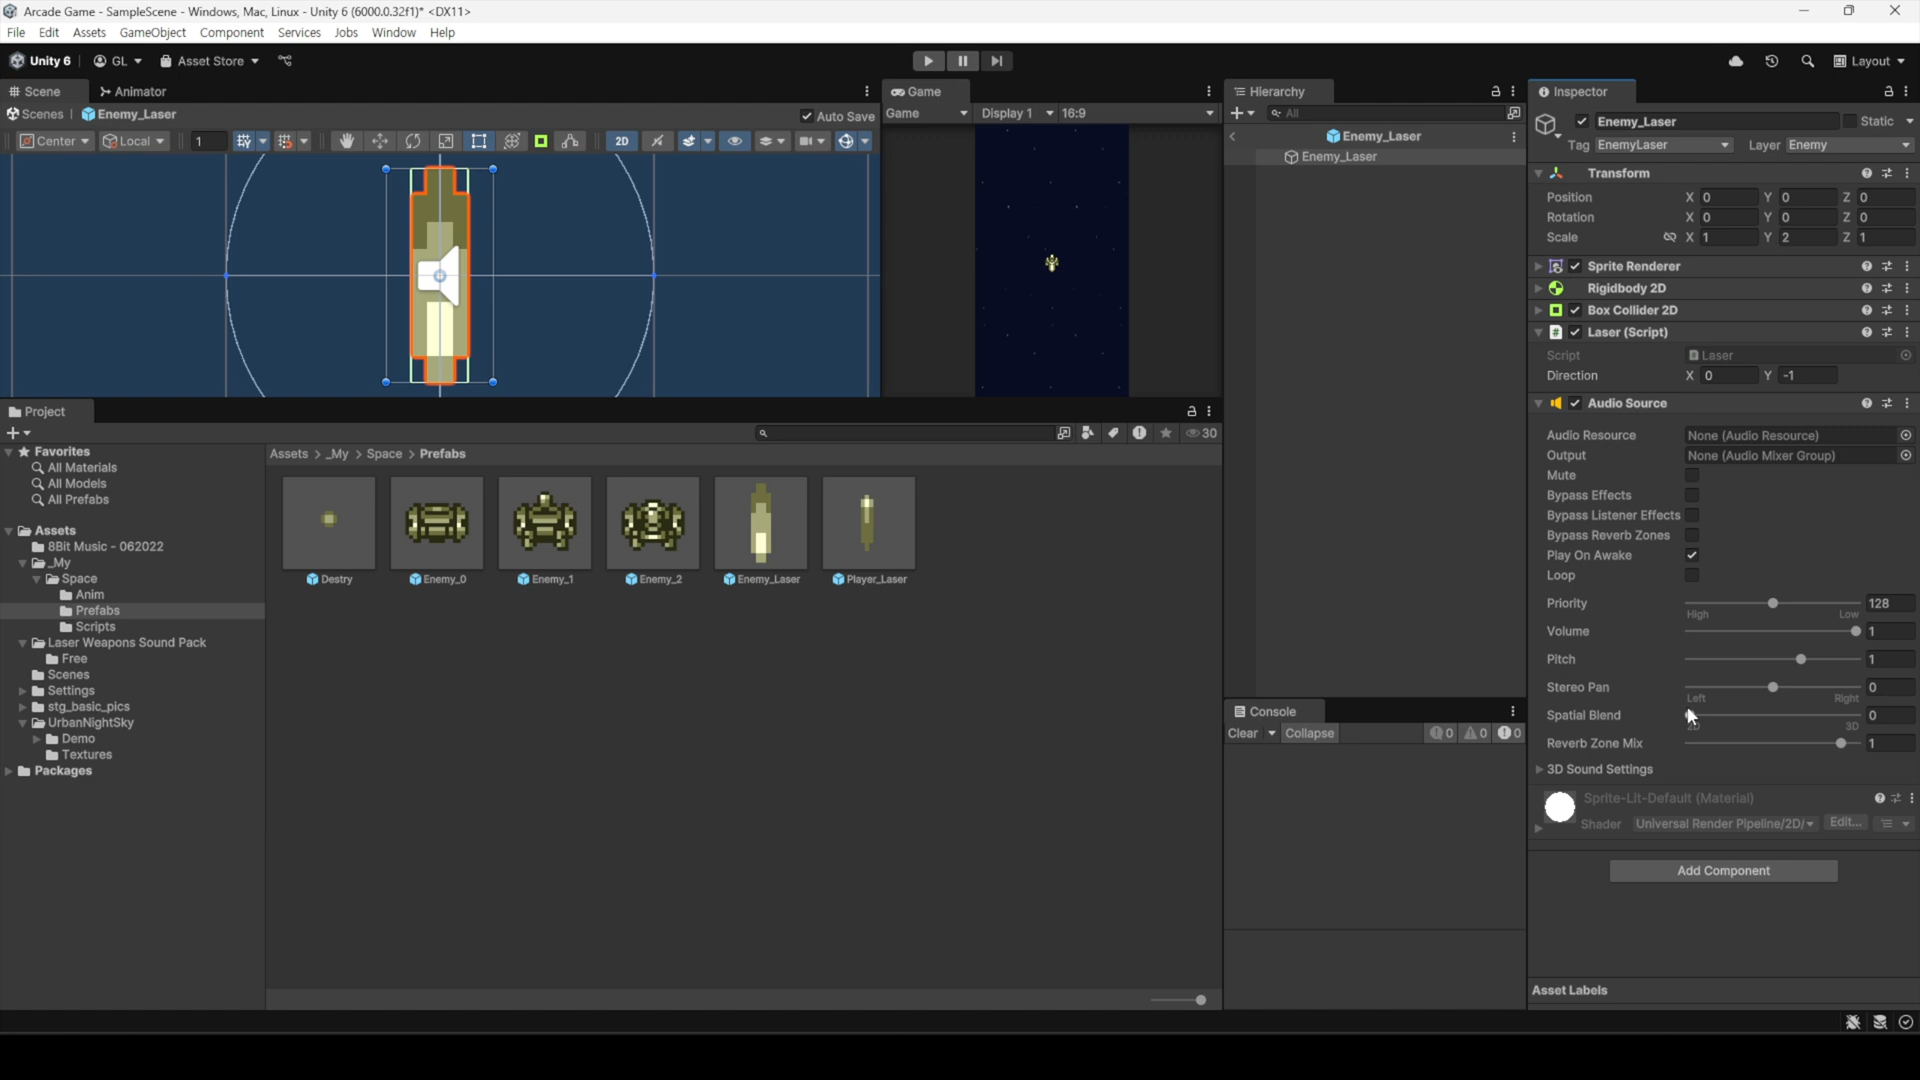 Arcade Game - SampleScene - Windows, Mac, Linux - Unity 6 (6000.0.32f1)* <DX11>
File Edit Assets GameObject Component Services Jobs Window Help
Unity 6 GL Asset Store Layout
Scene Animator
Scenes Enemy_Laser Auto Save
Center Local 1 2D
Game
Game Display 1 16:9
Hierarchy
All
Enemy_Laser
Enemy_Laser
Project
30
Favorites
All Materials
All Models
All Prefabs
Assets
8Bit Music - 062022
_My
Space
Anim
Prefabs
Scripts
Laser Weapons Sound Pack
Free
Scenes
Settings
stg_basic_pics
UrbanNightSky
Demo
Textures
Packages
Assets > _My > Space > Prefabs
Destry Enemy_0 Enemy_1 Enemy_2 Enemy_Laser Player_Laser
Console
Clear Collapse 0 0 0
Inspector
Enemy_Laser Static
Tag EnemyLaser Layer Enemy
Transform
Position X 0 Y 0 Z 0
Rotation X 0 Y 0 Z 0
Scale X 1 Y 2 Z 1
Sprite Renderer
Rigidbody 2D
Box Collider 2D
Laser (Script)
Script Laser
Direction X 0 Y -1
Audio Source
Audio Resource None (Audio Resource)
Output None (Audio Mixer Group)
Mute
Bypass Effects
Bypass Listener Effects
Bypass Reverb Zones
Play On Awake
Loop
Priority 128
High Low
Volume 1
Pitch 1
Stereo Pan 0
Left Right
Spatial Blend 0
2D 3D
Reverb Zone Mix 1
3D Sound Settings
Sprite-Lit-Default (Material)
Shader Universal Render Pipeline/2D/ Edit...
Add Component
Asset Labels